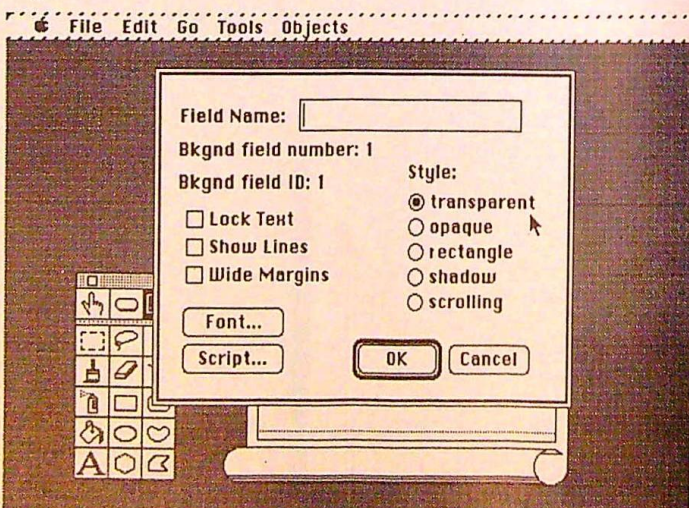 File Edit Go Tools Objects
Field Name:
Bkgnd field number: 1
Bkgnd field ID: 1
Lock Text
Show Lines
Wide Margins
Style:
transparent
opaque
rectangle
shadow
scrolling
Font...
Script...
OK
Cancel
A